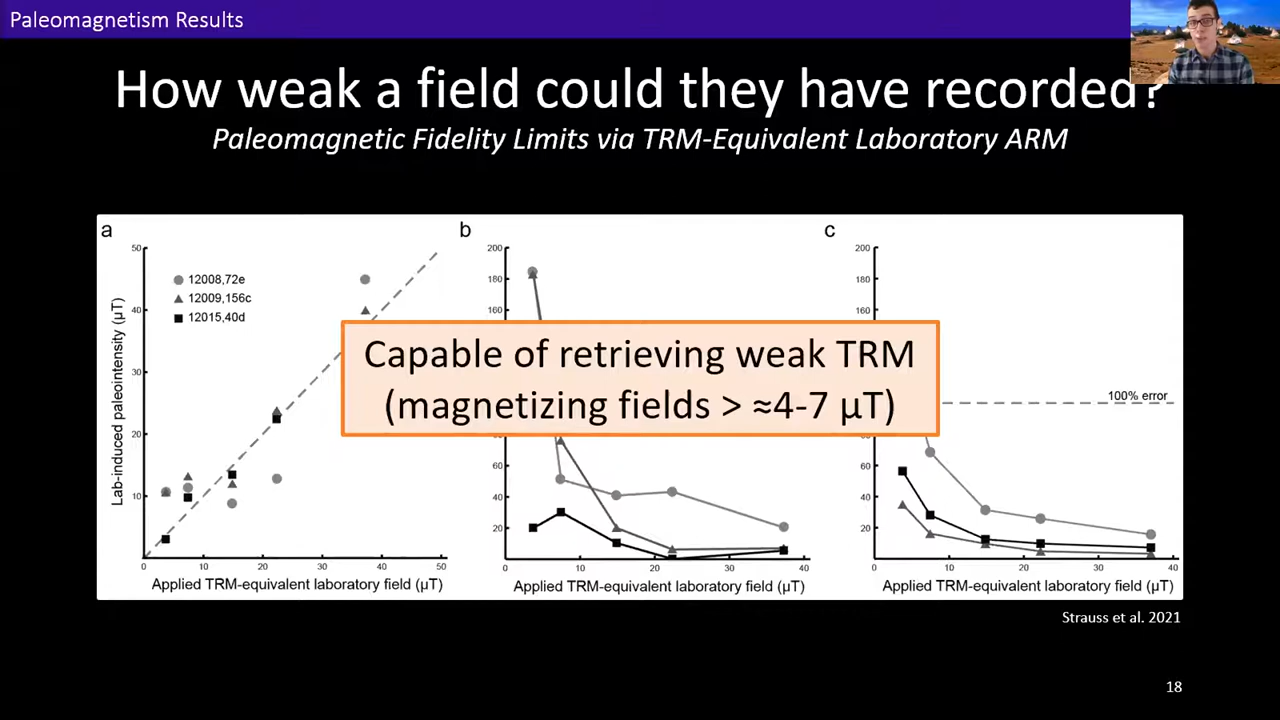 Paleomagnetism Results
How weak a field could they have recorded?
Paleomagnetic Fidelity Limits via TRM-Equivalent Laboratory ARM
a
50
40
30
20
10
0
10
20
30
40
50
12008,72e
12009,156c
12015,40d
Lab-induced paleointensity (µT)
Applied TRM-equivalent laboratory field (µT)
b
200
180
160
60
40
20
0
10
20
30
40
Applied TRM-equivalent laboratory field (µT)
c
200
180
160
100% error
60
40
20
0
10
20
30
40
Applied TRM-equivalent laboratory field (µT)
Capable of retrieving weak TRM
(magnetizing fields > ≈4-7 µT)
Strauss et al. 2021
18